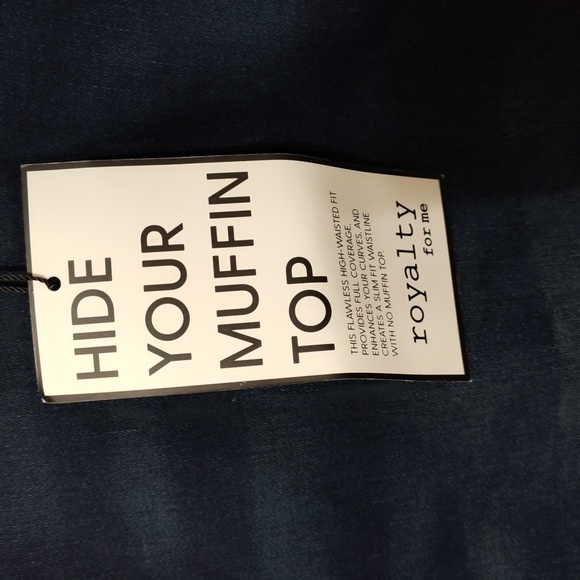 HIDE
YOUR
MUFFIN
TOP
THIS FLAWLESS HIGH-WAISTED FIT
PROVIDES FULL COVERAGE,
ENHANCES YOUR CURVES, AND
CREATES A SLIM FIT WAISTLINE
WITH NO MUFFIN TOP.
royalty
for me